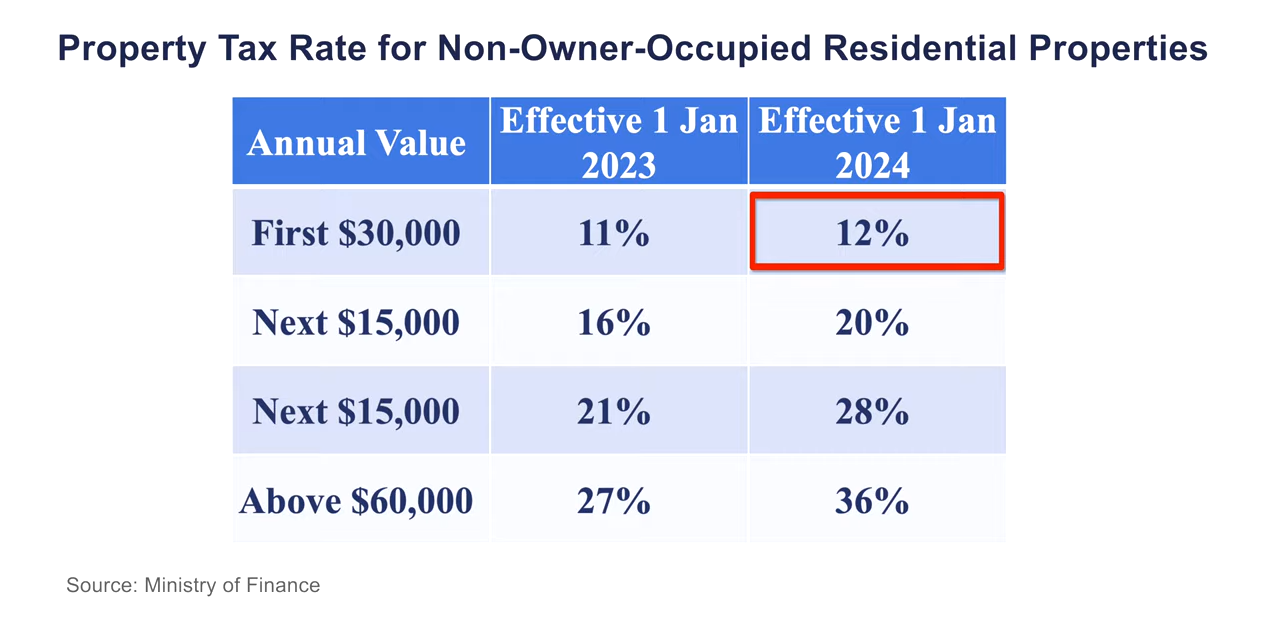 Property Tax Rate for Non-Owner-Occupied Residential Properties
Annual Value
Effective 1 Jan
2023
Effective 1 Jan
2024
First $30,000 11% 12%
Next $15,000 16% 20%
Next $15,000 21% 28%
Above $60,000 27% 36%
Source: Ministry of Finance